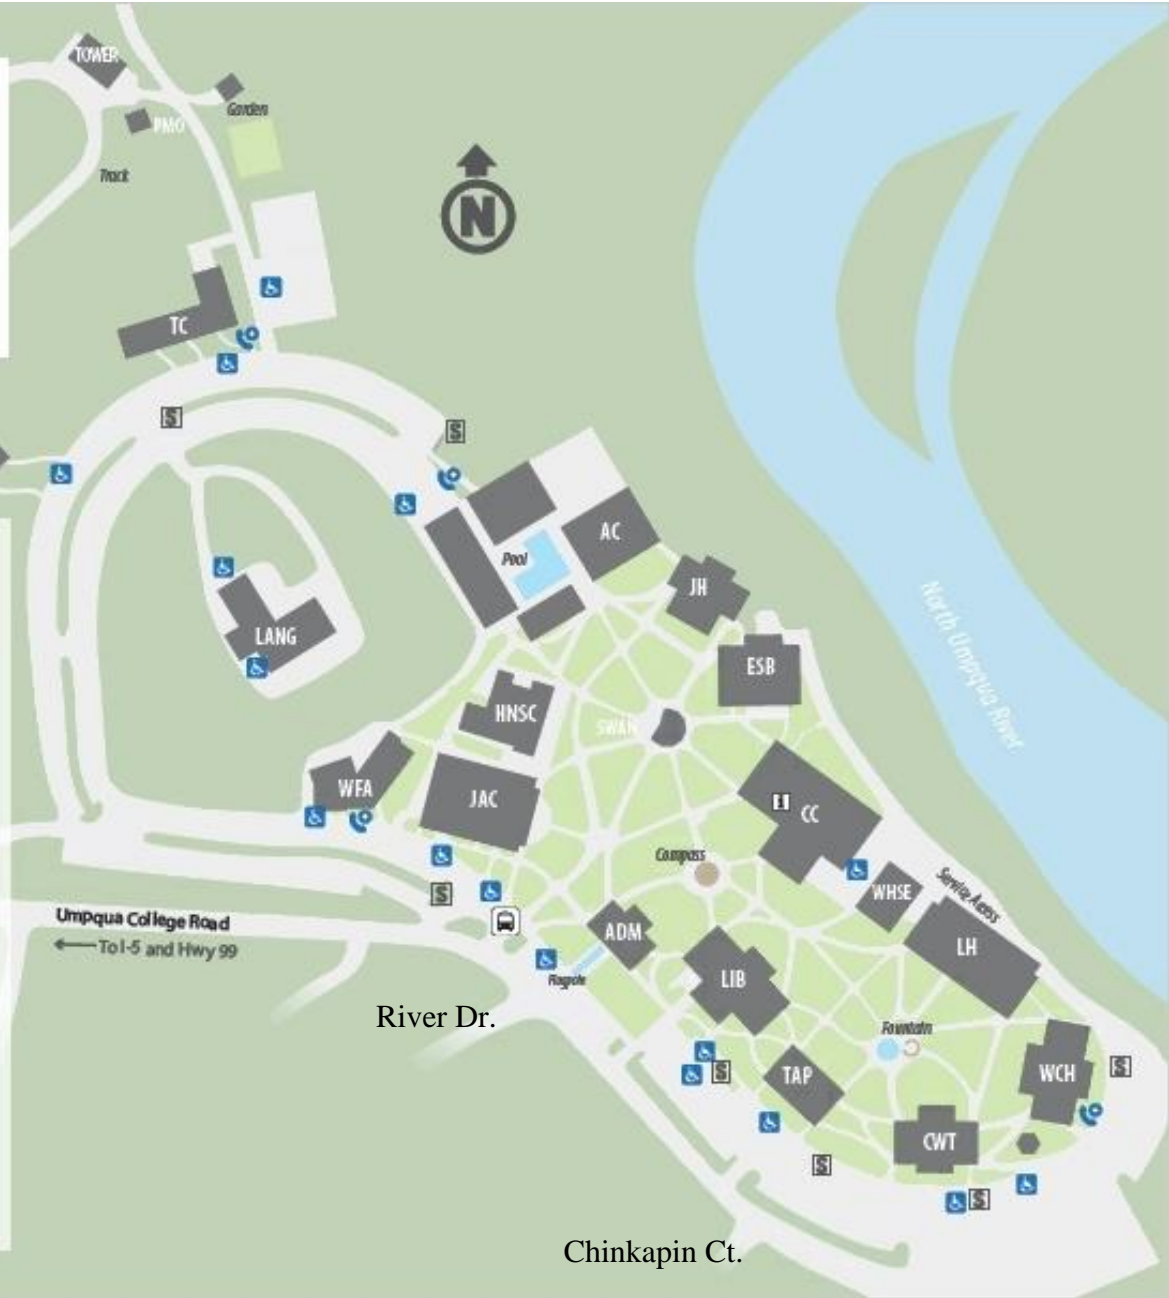 TOWER
Garden
PMO
Track
N
TC
S
S
AC
Pool
JH
LANG
ESB
HNSC
SWAN
WFA
JAC
CC
Compass
WHSE
Service Access
North Umpqua River
S
Umpqua College Road
To I-5 and Hwy 99
ADM
LH
LIB
Flagpole
River Dr.
Fountain
S
TAP
WCH
S
CWT
S
S
Chinkapin Ct.